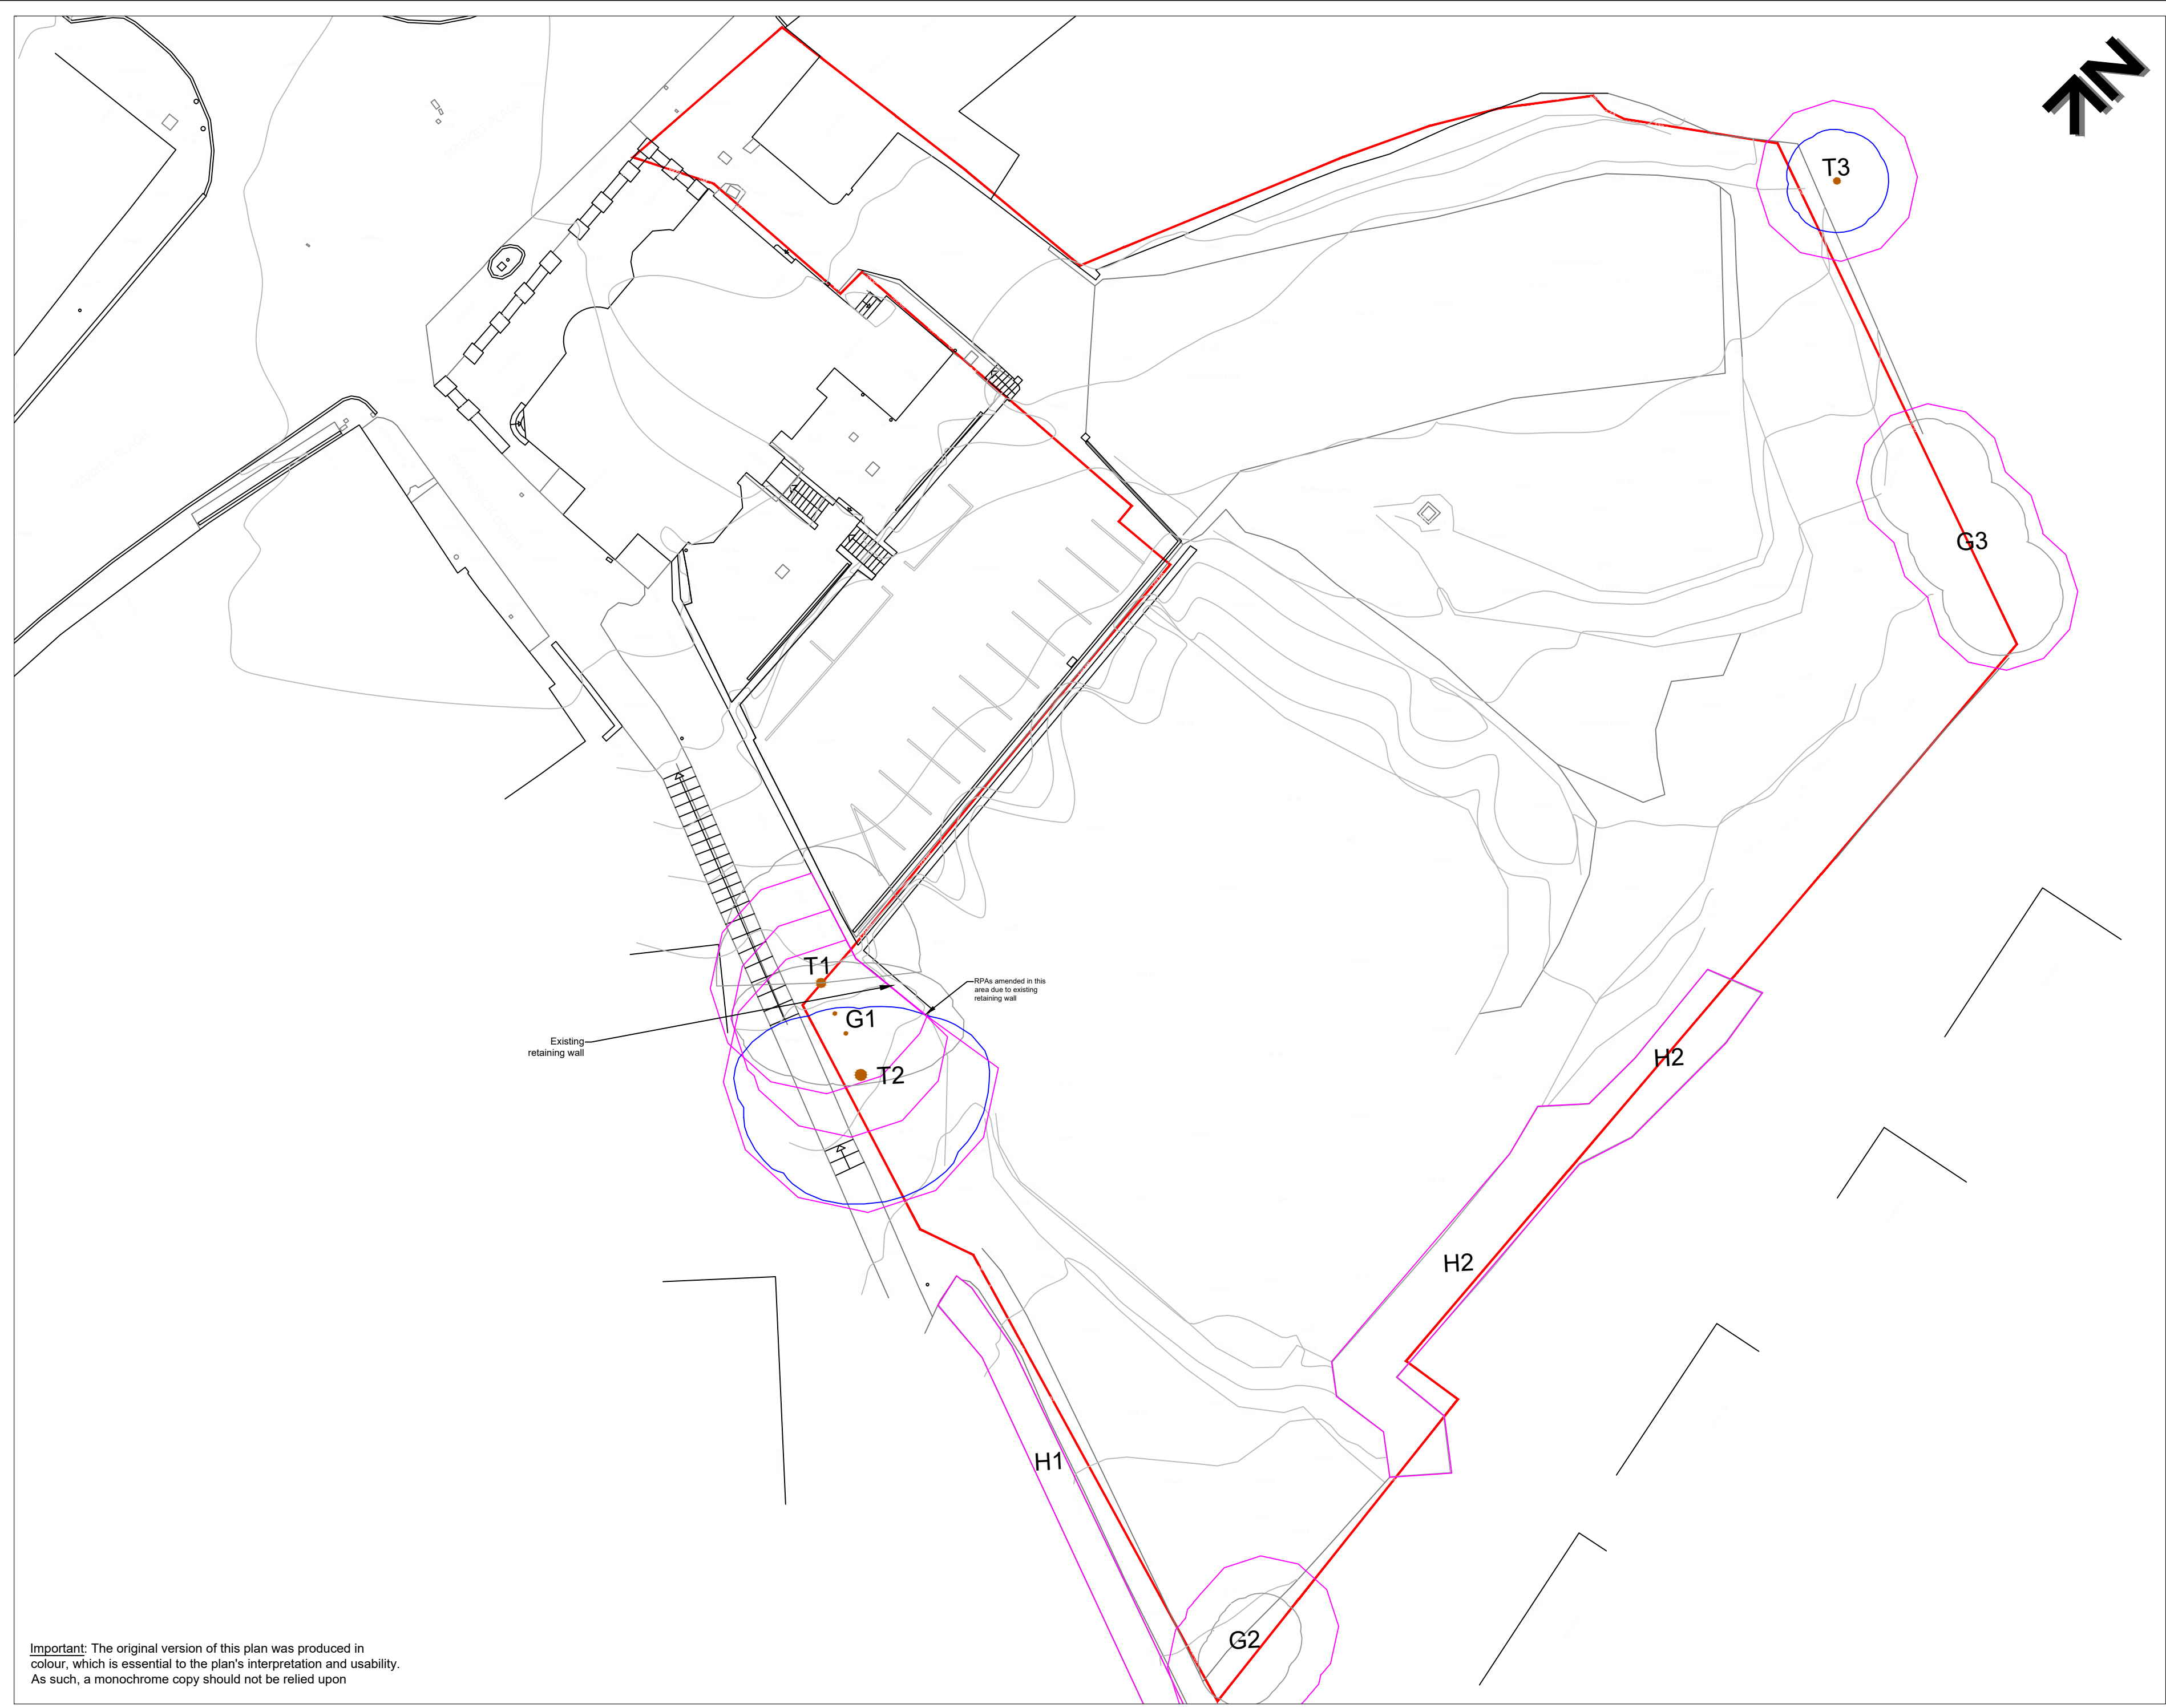 N
T3
G3
T1
RPAs amended in this
area due to existing
retaining wall
G1
Existing
retaining wall
T2
H2
H2
H1
G2
Important: The original version of this plan was produced in
colour, which is essential to the plan's interpretation and usability.
As such, a monochrome copy should not be relied upon